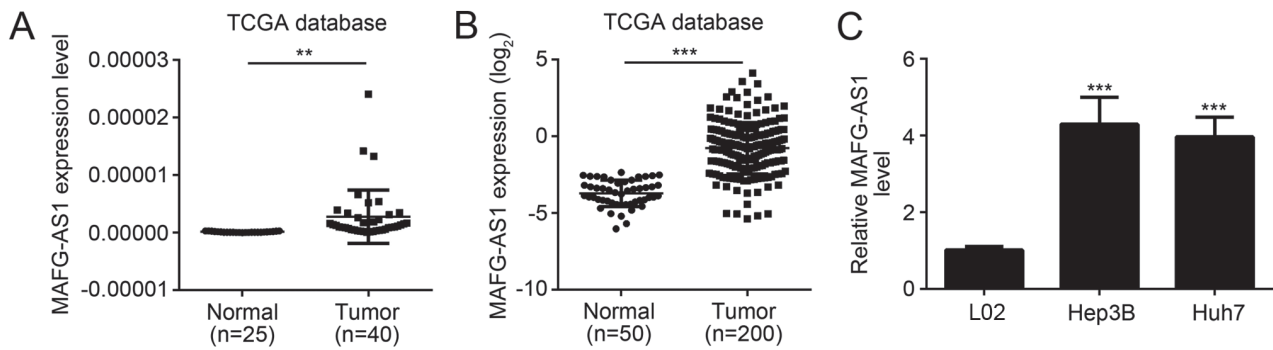 A
TCGA database
**
MAFG-AS1 expression level
0.00003
0.00002
0.00001
0.00000
-0.00001
Normal
(n=25)
Tumor
(n=40)
B
TCGA database
***
MAFG-AS1 expression (log2)
5
0
-5
-10
Normal
(n=50)
Tumor
(n=200)
C
Relative MAFG-AS1
level
6
4
2
0
***
***
L02
Hep3B
Huh7